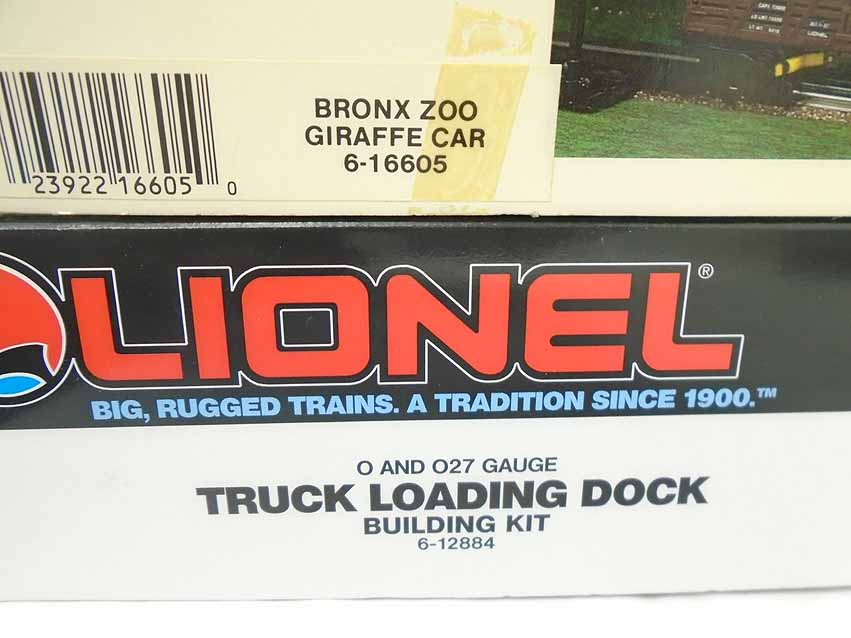 BRONX ZOO
GIRAFFE CAR
6-16605
23922 16605 0
LIONEL®
BIG, RUGGED TRAINS. A TRADITION SINCE 1900.™
O AND O27 GAUGE
TRUCK LOADING DOCK
BUILDING KIT
6-12884